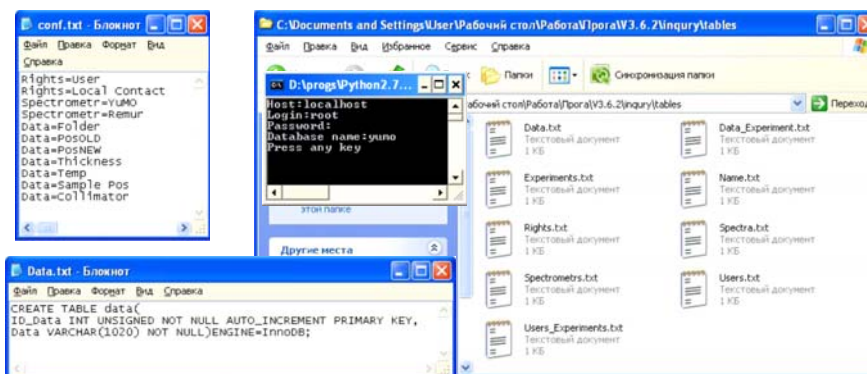 conf.txt - Блокнот
Файл Правка Формат Вид
Справка
Rights=User
Rights=Local Contact
Spectrometr=YuMO
Spectrometr=Remur
Data=Folder
Data=PosOLD
Data=PosNEW
Data=Thickness
Data=Temp
Data=Sample Pos
Data=Collimator
C:\Documents and Settings\User\Рабочий стол\Работа\Прога\V3.6.2\inqury\tables
Файл Правка Вид Избранное Сервис Справка
Папки
Синхронизация папки
D:\progs\Python2.7...
Host:localhost
Login:root
Password:
Database name:yumo
Press any key
абочий стол\Работа\Прога\V3.6.2\inqury\tables
Переход
Data.txt
Текстовый документ
1 КБ
Data_Experiment.txt
Текстовый документ
1 КБ
Experiments.txt
Текстовый документ
1 КБ
Name.txt
Текстовый документ
1 КБ
этой папке
Другие места
Rights.txt
Текстовый документ
1 КБ
Spectra.txt
Текстовый документ
1 КБ
Spectrometrs.txt
Текстовый документ
1 КБ
Users.txt
Текстовый документ
1 КБ
Users_Experiments.txt
Текстовый документ
1 КБ
Data.txt - Блокнот
Файл Правка Формат Вид Справка
CREATE TABLE data(
ID_Data INT UNSIGNED NOT NULL AUTO_INCREMENT PRIMARY KEY,
Data VARCHAR(1020) NOT NULL)ENGINE=InnoDB;